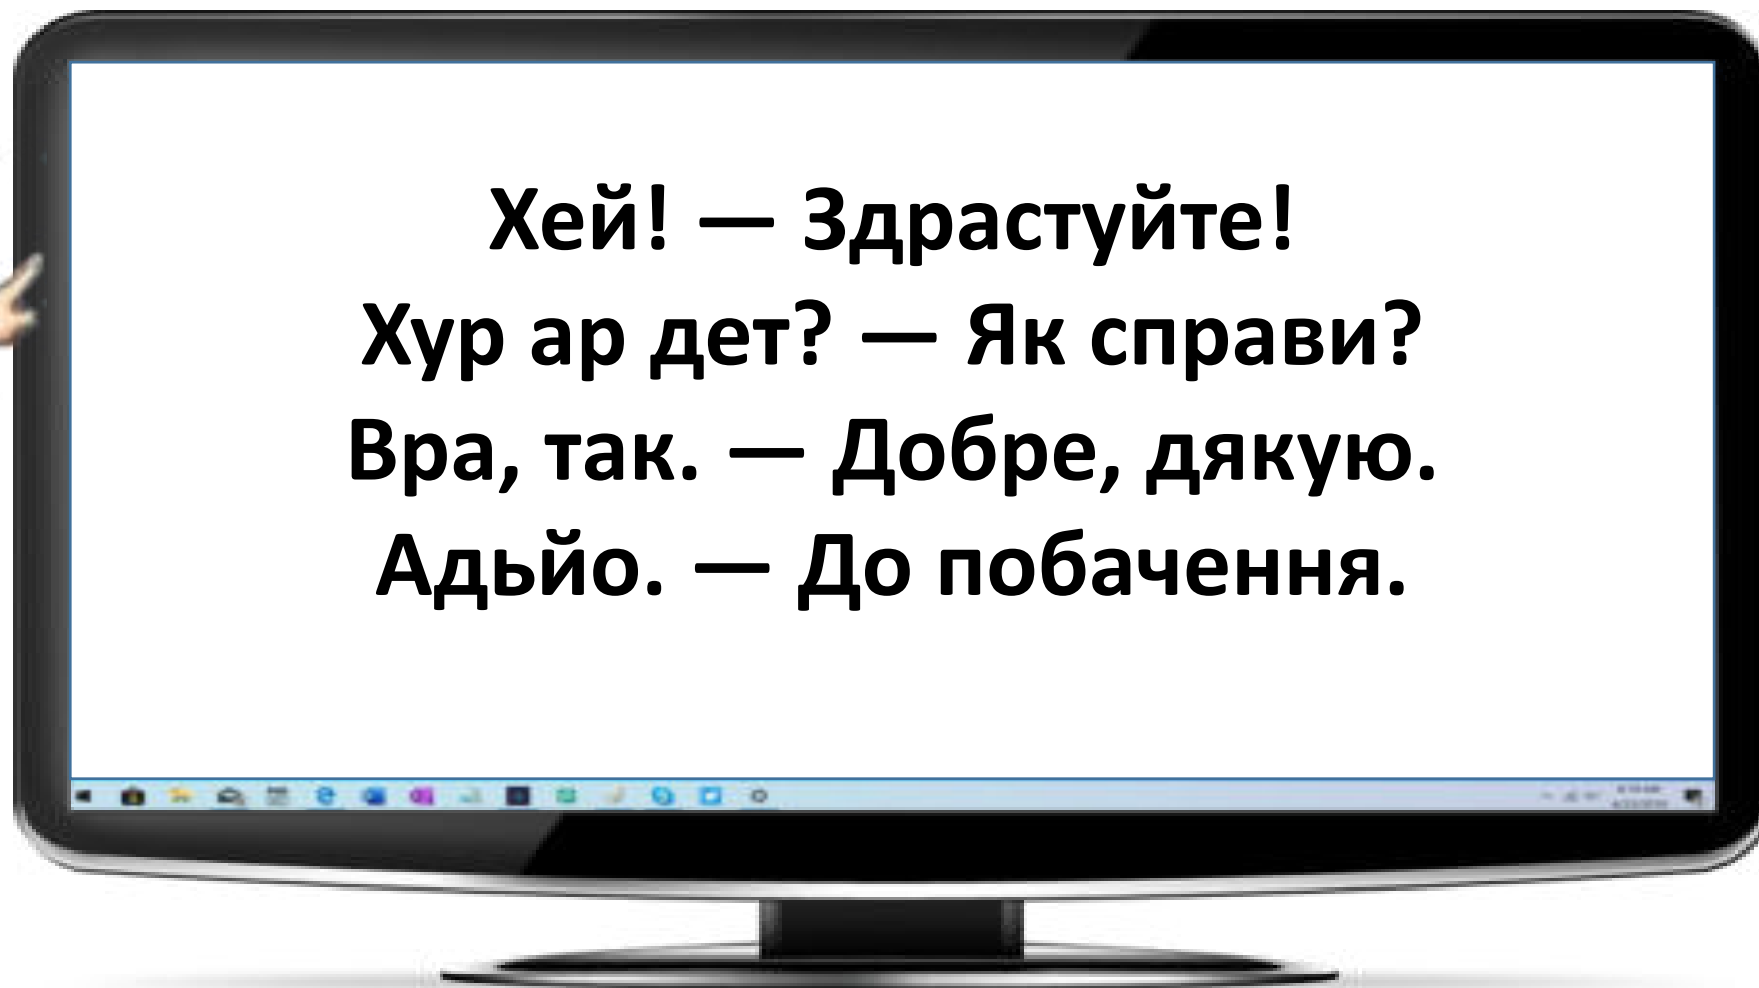 Хей! — Здрастуйте!
Хур ар дет? — Як справи?
Вра, так. — Добре, дякую.
Адьйо. — До побачення.